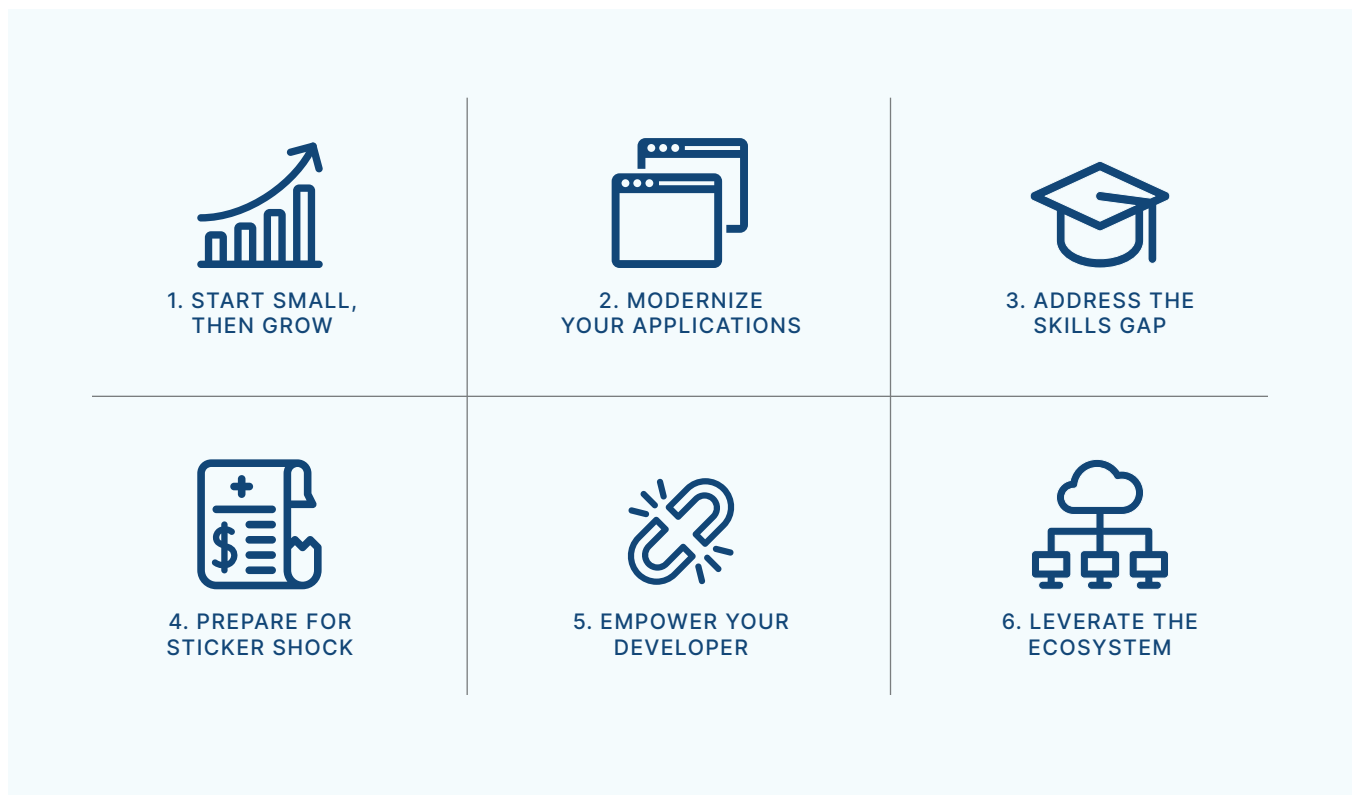 1. START SMALL,
THEN GROW
2. MODERNIZE
YOUR APPLICATIONS
3. ADDRESS THE
SKILLS GAP
$
4. PREPARE FOR
STICKER SHOCK
5. EMPOWER YOUR
DEVELOPER
6. LEVERATE THE
ECOSYSTEM